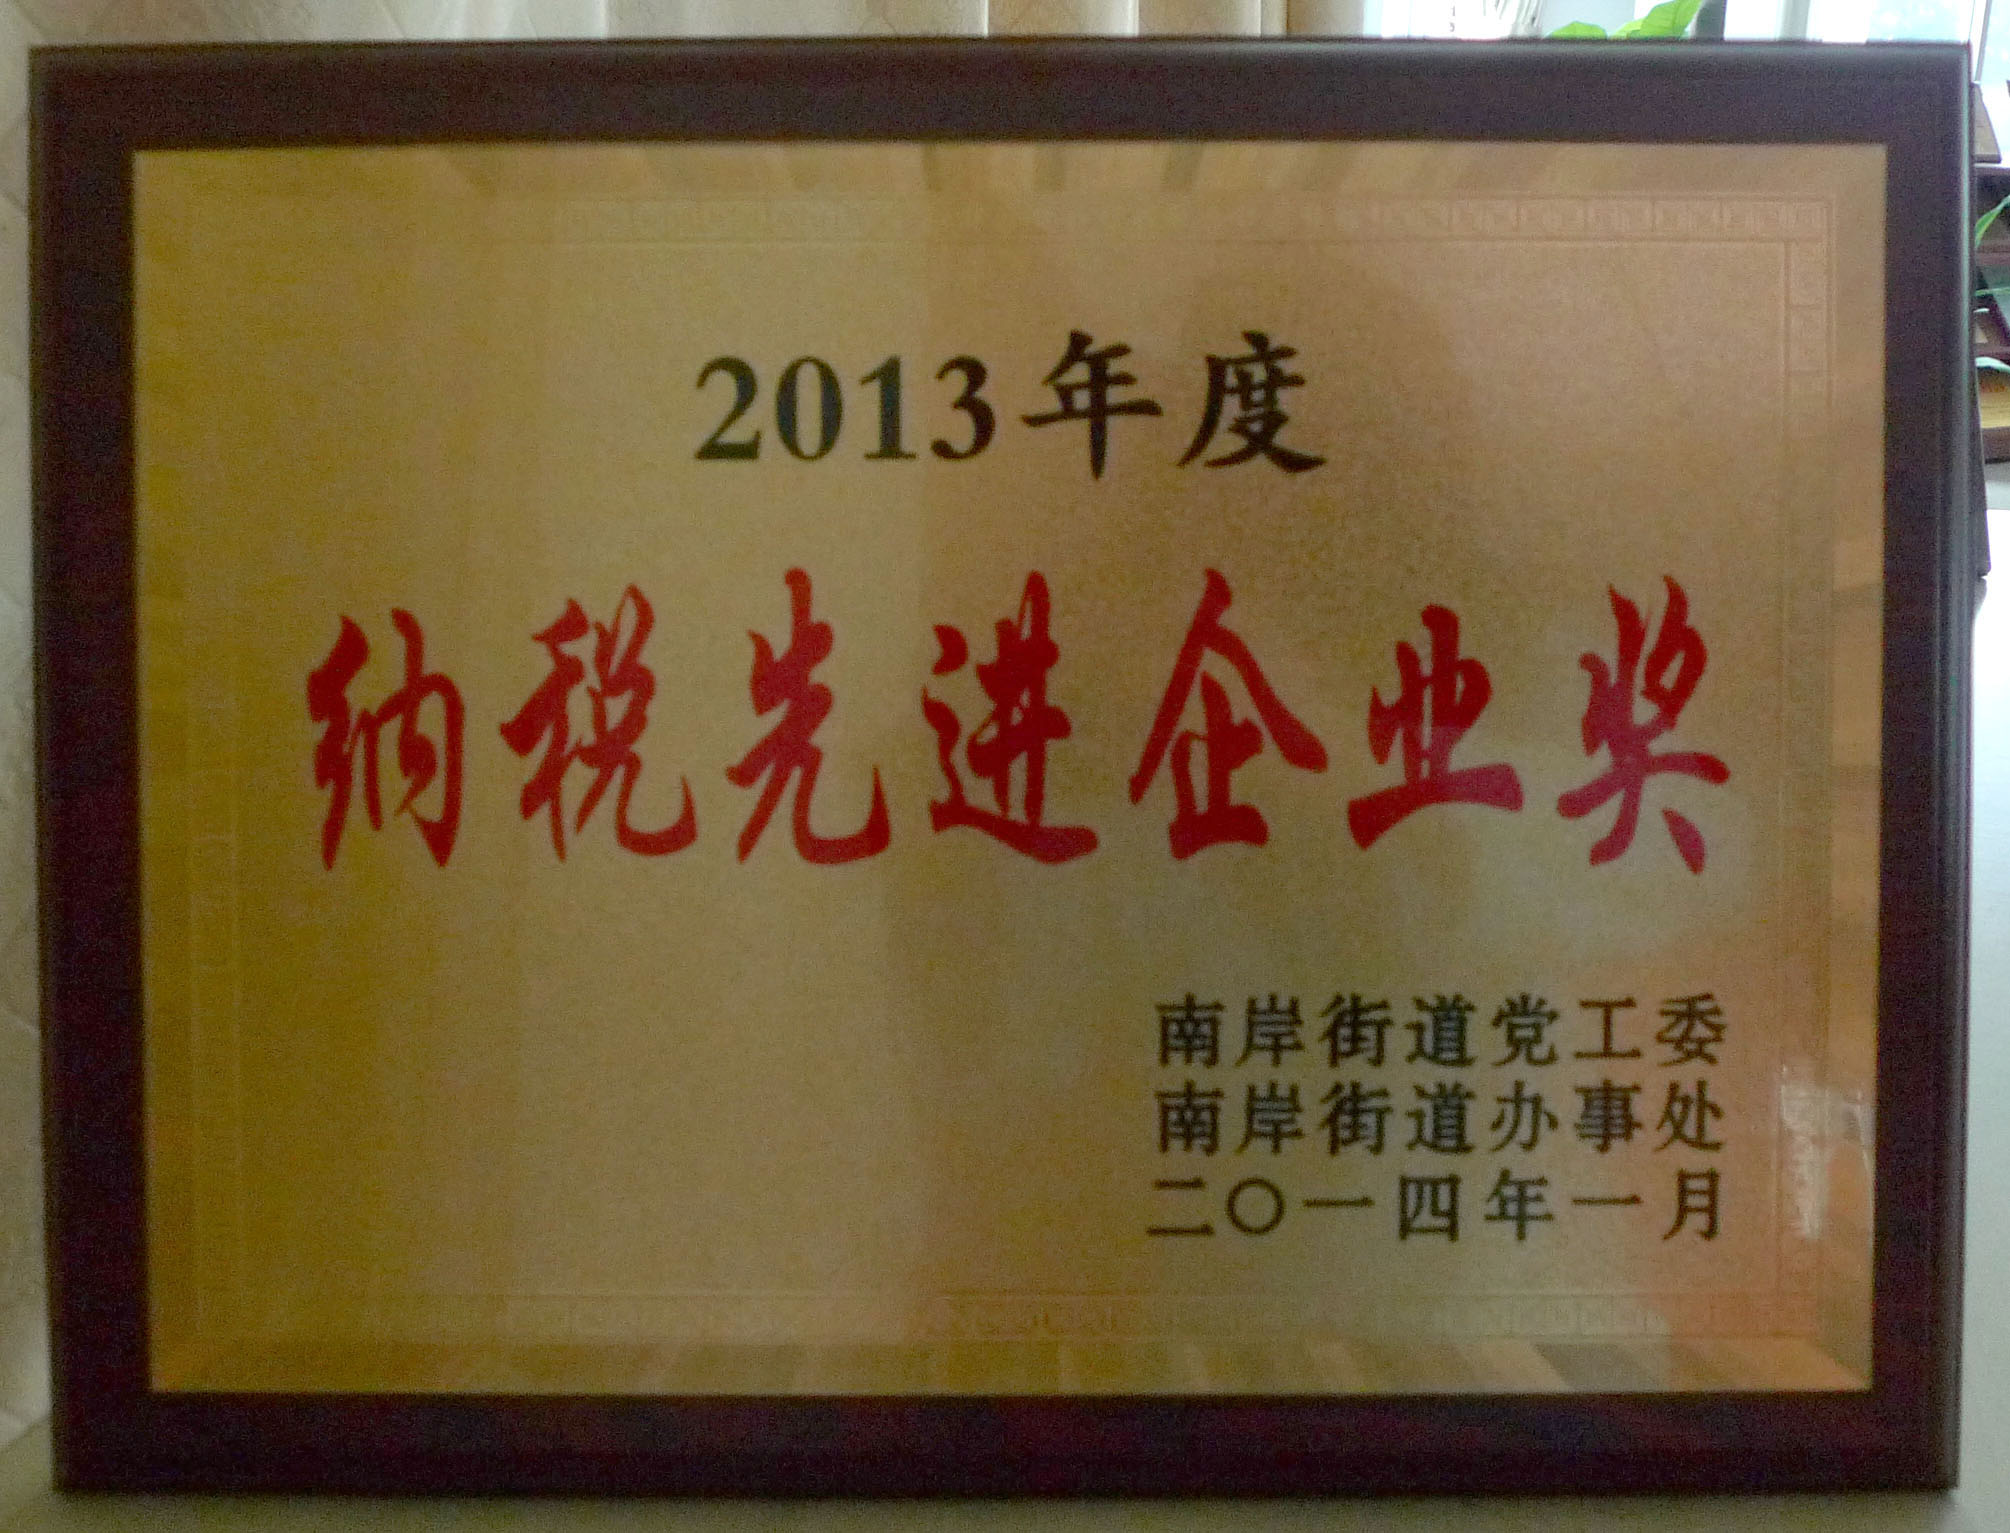 2013年度
纳税先进企业奖
南岸街道党工委
南岸街道办事处
二〇一四年一月